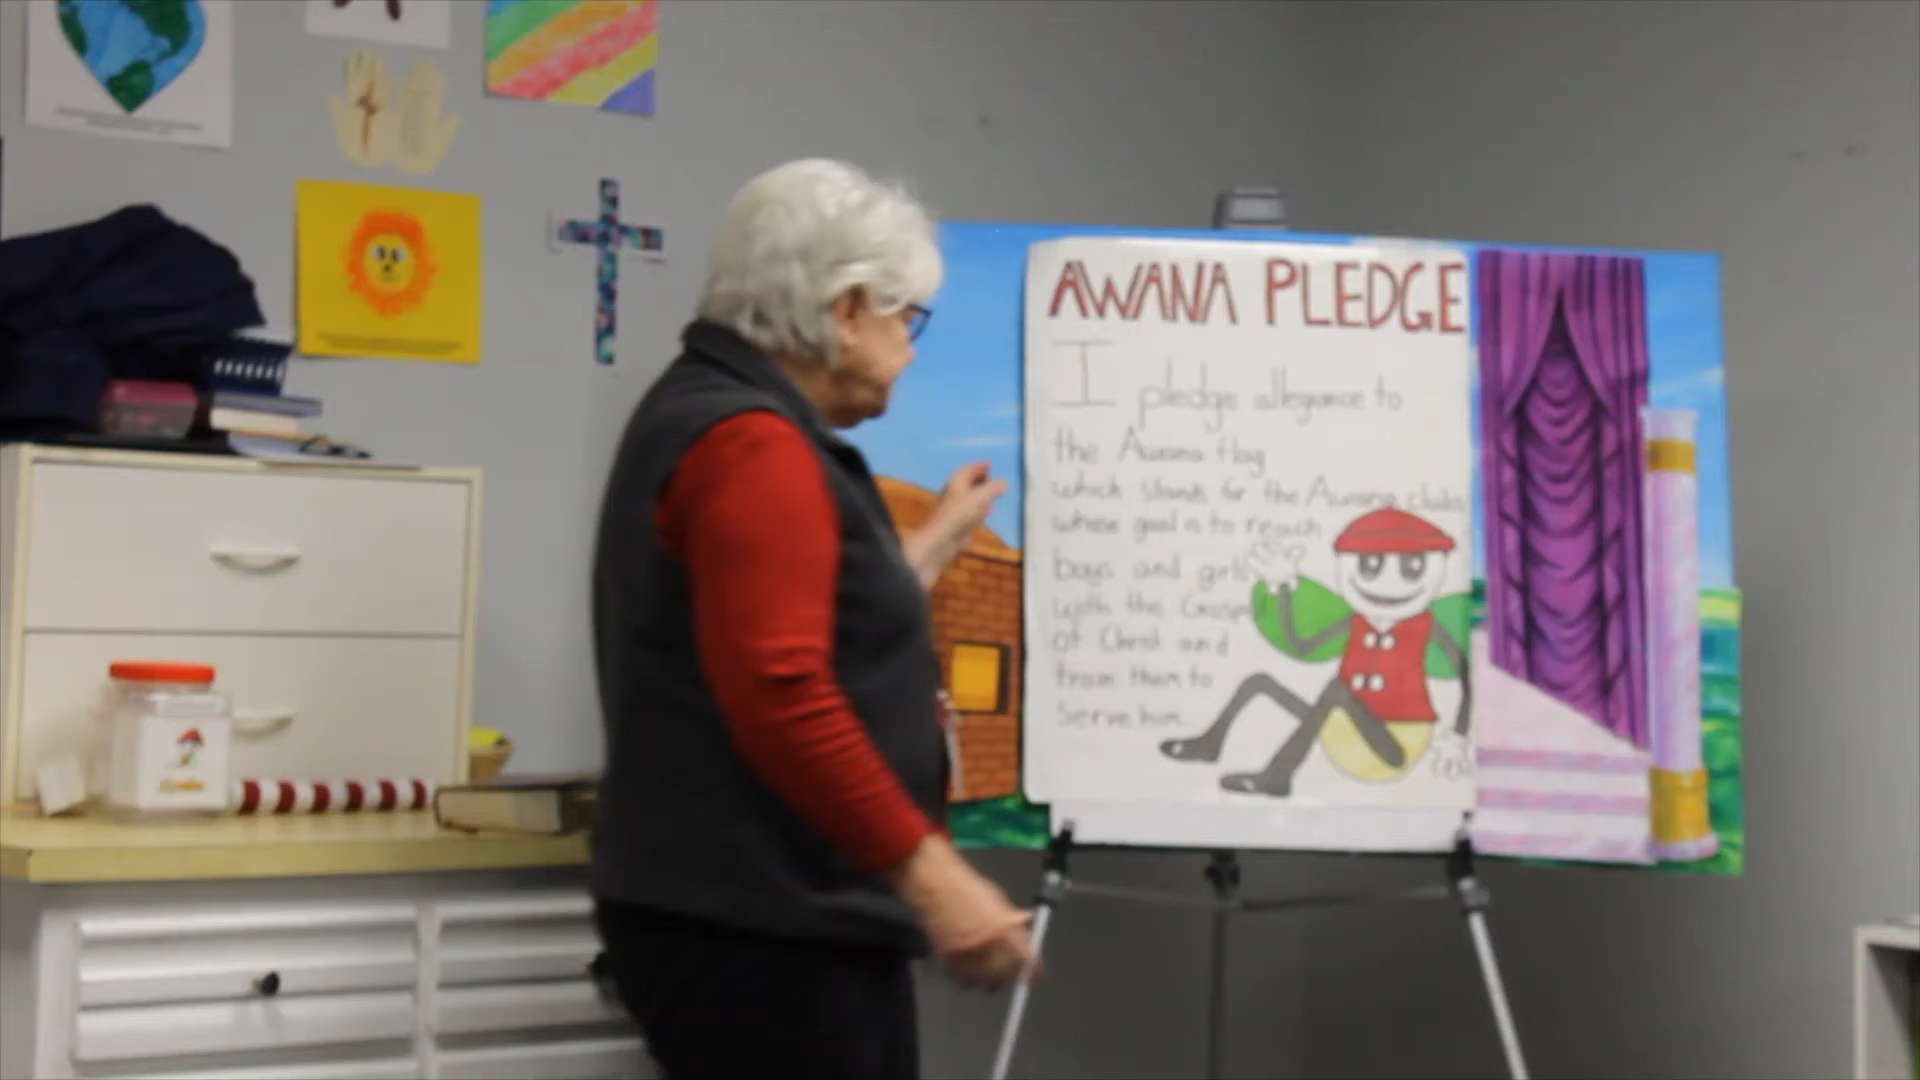 AWANA PLEDGE
I pledge allegiance to
the Awana flag
which stands for the Awana clubs
whose goal is to reach
boys and girls
with the Gospel
of Christ and
train them to
serve him